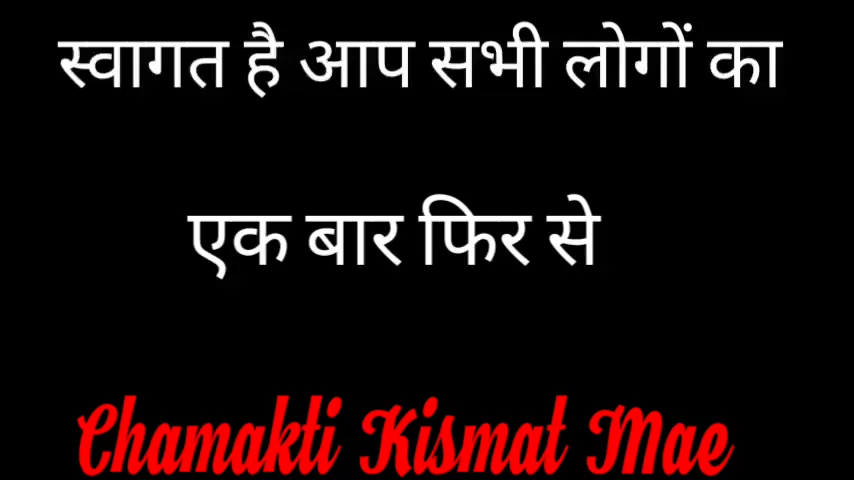 स्वागत है आप सभी लोगों का
एक बार फिर से
Chamakti Kismat Mae